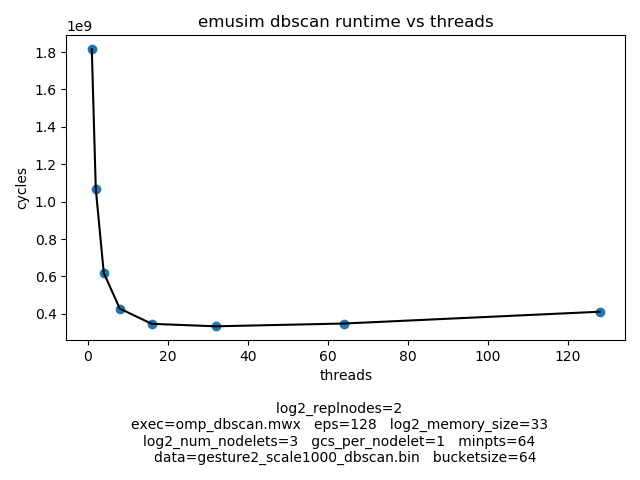 emusim dbscan runtime vs threads
1e9
1.8
1.6
1.4
1.2
1.0
0.8
0.6
0.4
cycles
0 20 40 60 80 100 120
threads
log2_replnodes=2
exec=omp_dbscan.mwx eps=128 log2_memory_size=33
log2_num_nodelets=3 gcs_per_nodelet=1 minpts=64
data=gesture2_scale1000_dbscan.bin bucketsize=64